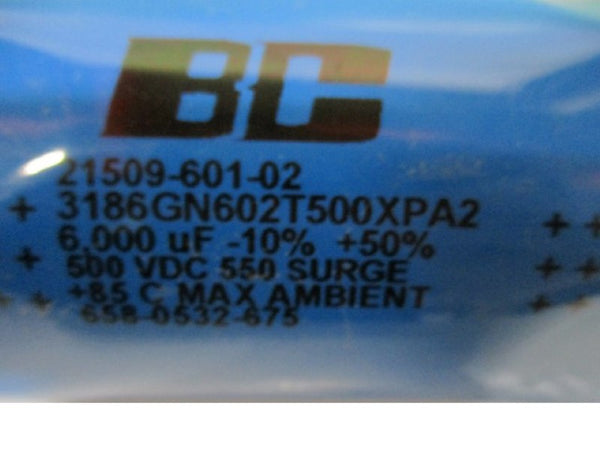 BC
21509-601-02
3186GN602T500XPA2
6,000 uF -10% +50%
500 VDC 550 SURGE
+85 C MAX AMBIENT
658-0532-675